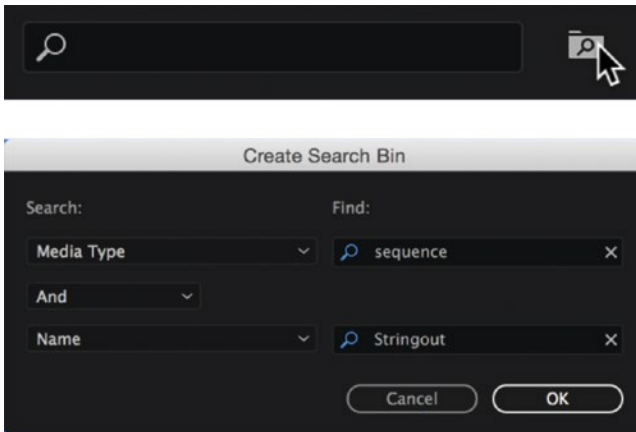 Create Search Bin
Search: Find:
Media Type sequence
And
Name Stringout
Cancel OK